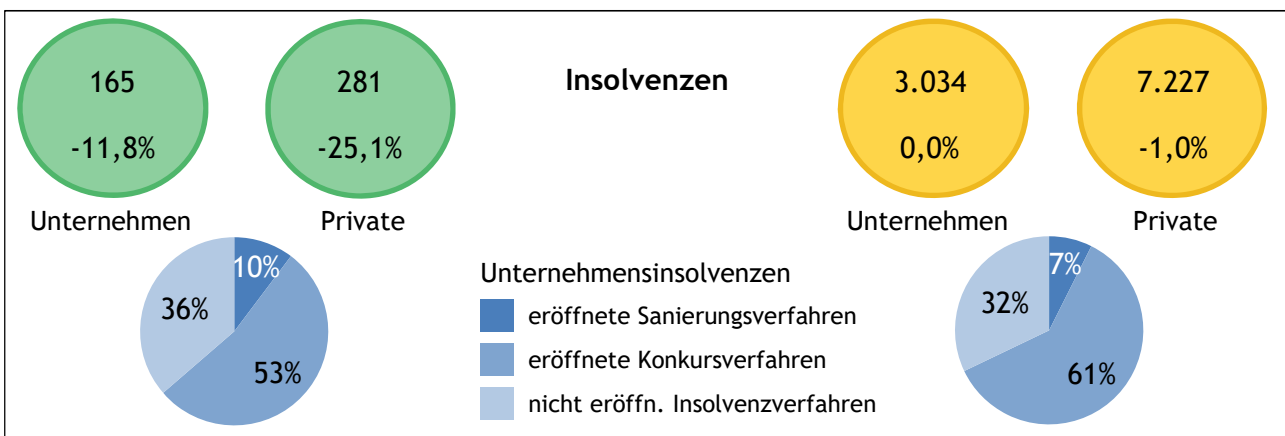 165
-11,8%
Unternehmen
281
-25,1%
Private
Insolvenzen
3.034
0,0%
Unternehmen
7.227
-1,0%
Private
10%
36%
53%
Unternehmensinsolvenzen
eröffnete Sanierungsverfahren
eröffnete Konkursverfahren
nicht eröffn. Insolvenzverfahren
7%
32%
61%